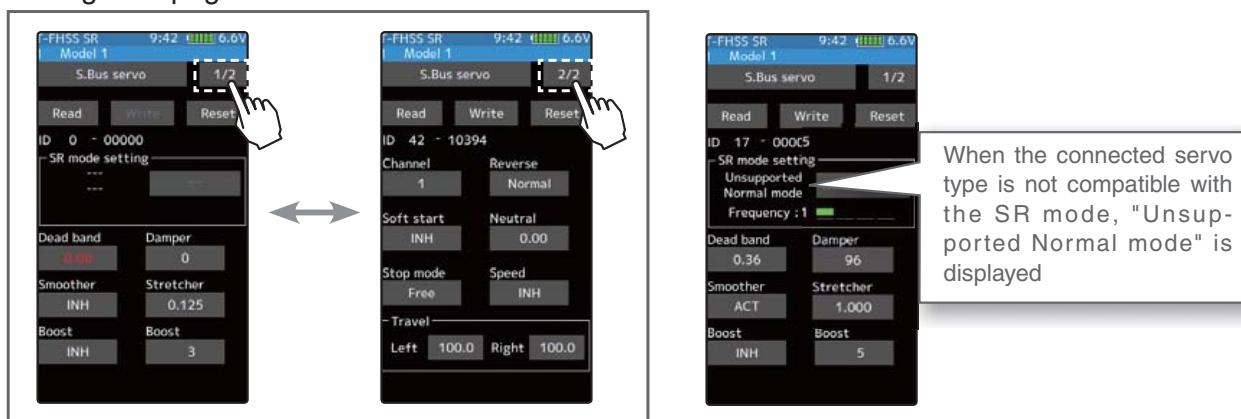 T-FHSS SR 9:42 6.6V
Model 1
S.Bus servo 1/2
Read Write Reset
ID 0 - 00000
SR mode setting
---
--- ---
Dead band Damper
0.00 0
Smoother Stretcher
INH 0.125
Boost Boost
INH 3
T-FHSS SR 9:42 6.6V
Model 1
S.Bus servo 2/2
Read Write Reset
ID 42 - 10394
Channel Reverse
1 Normal
Soft start Neutral
INH 0.00
Stop mode Speed
Free INH
Travel
Left 100.0 Right 100.0
T-FHSS SR 9:42 6.6V
Model 1
S.Bus servo 1/2
Read Write Reset
ID 17 - 00005
SR mode setting
Unsupported
Normal mode
Frequency : 1
Dead band Damper
0.36 96
Smoother Stretcher
ACT 1.000
Boost Boost
INH 5
When the connected servo
type is not compatible with
the SR mode, "Unsup-
ported Normal mode" is
displayed